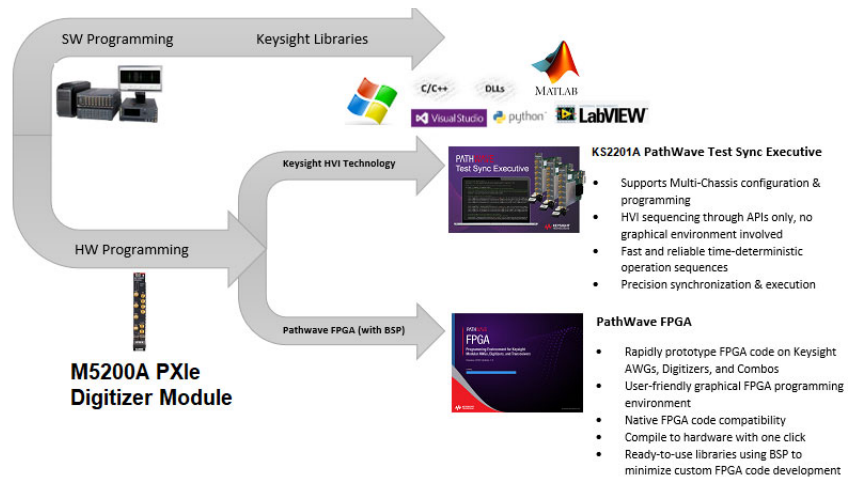 SW Programming
Keysight Libraries
C/C++
DLLs
MATLAB
Visual Studio
python
LabVIEW
Keysight HVI Technology
PATHWAVE
Test Sync Executive
KEYSIGHT
KS2201A PathWave Test Sync Executive
• Supports Multi-Chassis configuration &
programming
• HVI sequencing through APIs only, no
graphical environment involved
• Fast and reliable time-deterministic
operation sequences
• Precision synchronization & execution
HW Programming
M5200A PXIe
Digitizer Module
Pathwave FPGA (with BSP)
PATHWAVE
FPGA
PathWave FPGA
• Rapidly prototype FPGA code on Keysight
AWGs, Digitizers, and Combos
• User-friendly graphical FPGA programming
environment
• Native FPGA code compatibility
• Compile to hardware with one click
• Ready-to-use libraries using BSP to
minimize custom FPGA code development